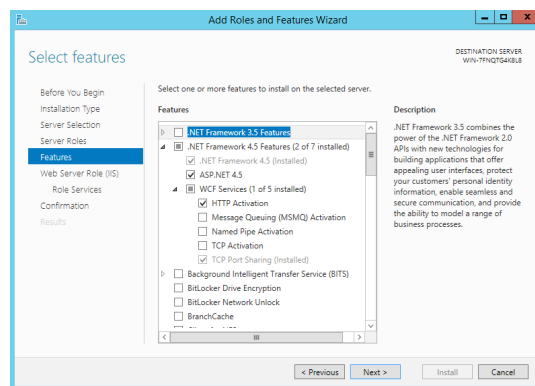 Add Roles and Features Wizard
Select features
DESTINATION SERVER
WIN-7FNQTG4K8L8
Before You Begin
Installation Type
Server Selection
Server Roles
Features
Web Server Role (IIS)
Role Services
Confirmation
Results
Select one or more features to install on the selected server.
Features
.NET Framework 3.5 Features
.NET Framework 4.5 Features (2 of 7 installed)
.NET Framework 4.5 (Installed)
ASP.NET 4.5
WCF Services (1 of 5 installed)
HTTP Activation
Message Queuing (MSMQ) Activation
Named Pipe Activation
TCP Activation
TCP Port Sharing (Installed)
Background Intelligent Transfer Service (BITS)
BitLocker Drive Encryption
BitLocker Network Unlock
BranchCache
Description
.NET Framework 3.5 combines the
power of the .NET Framework 2.0
APIs with new technologies for
building applications that offer
appealing user interfaces, protect
your customers' personal identity
information, enable seamless and
secure communication, and provide
the ability to model a range of
business processes.
< Previous
Next >
Install
Cancel